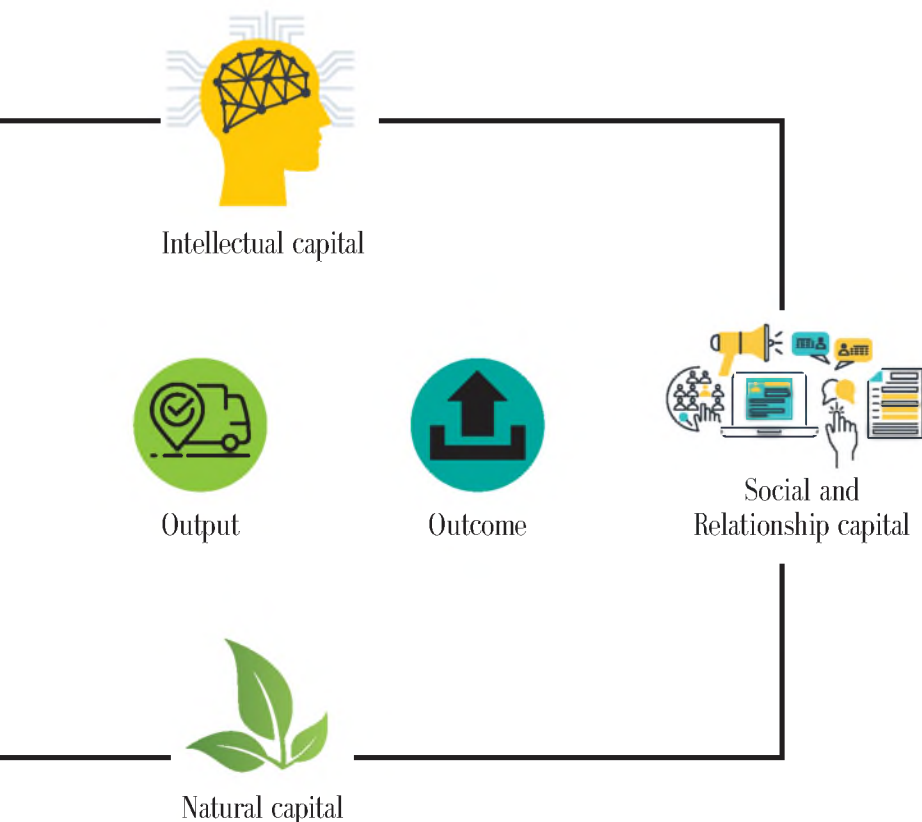 Intellectual capital
Output
Outcome
Social and
Relationship capital
Natural capital